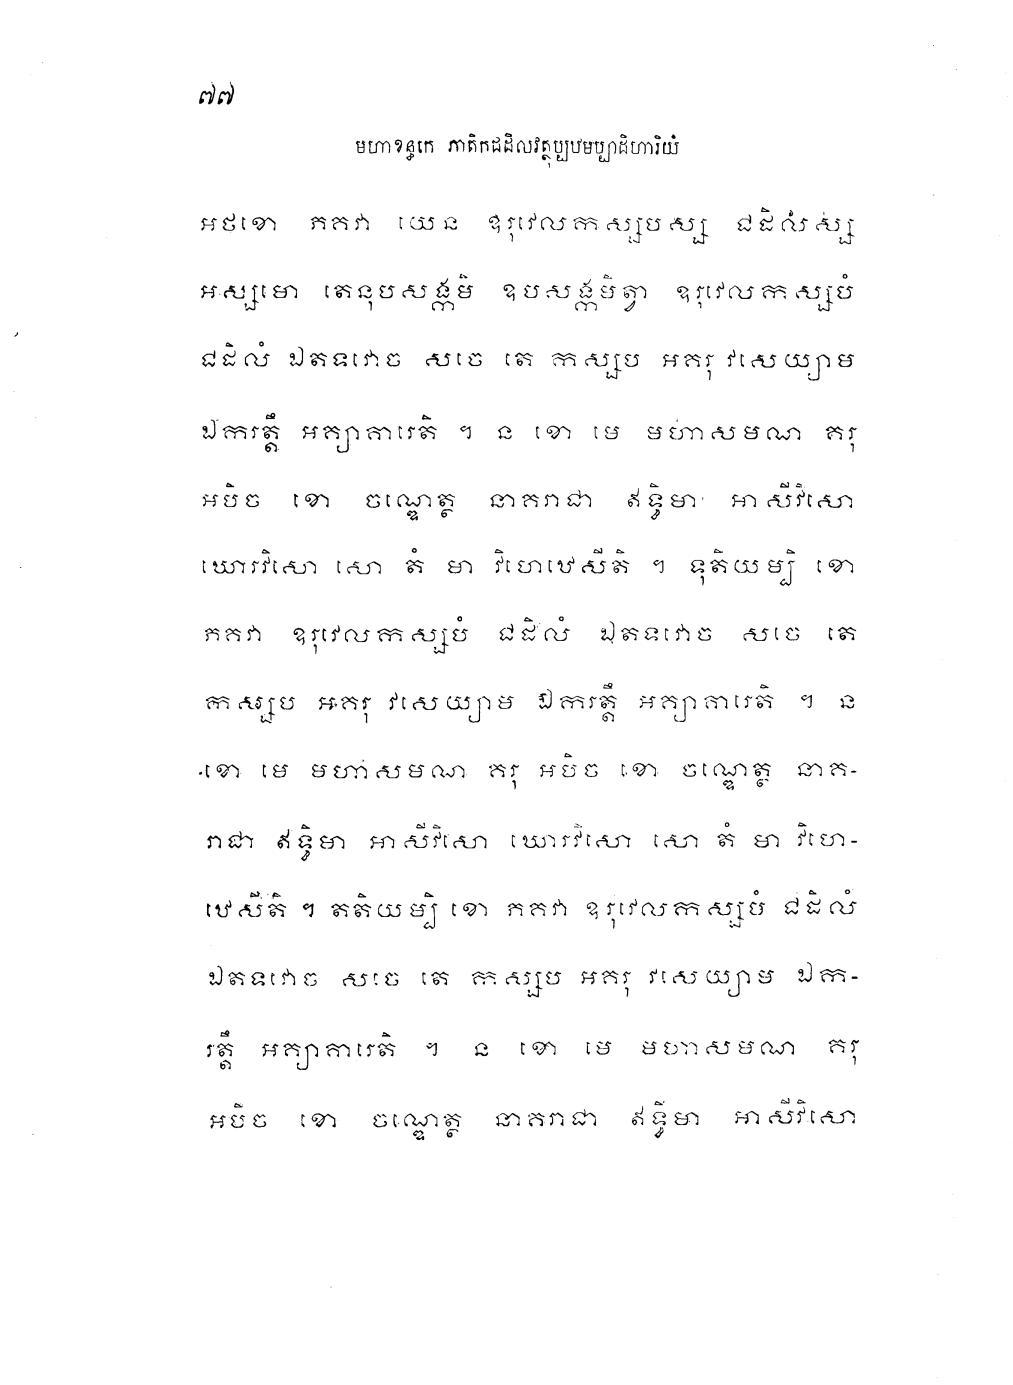 ៧៧
មហាខន្ធកេ ភាតិកជដិលវត្ថុប្បឋមប្បាដិហារិយំ
អថខោ ភគវា យេន ឧរុវេលកស្សបស្ស ជដិលស្ស
អស្សមោ តេនុបសង្កមិ ឧបសង្កមិត្វា ឧរុវេលកស្សបំ
ជដិលំ ឯតទវោច សចេ តេ កស្សប អគរុ វសេយ្យាម
ឯករត្តឹ អគ្យាគារេតិ ។ ន ខោ មេ មហាសមណ គរុ
អបិច ខោ ចណ្ឌេត្ថ នាគរាជា ឥទ្ធិមា អាសីវិសោ
ឃោរវិសោ សោ តំ មា វិហេឋេសីតិ ។ ទុតិយម្បិ ខោ
ភគវា ឧរុវេលកស្សបំ ជដិលំ ឯតទវោច សចេ តេ
កស្សប អគរុ វសេយ្យាម ឯករត្តឹ អគ្យាគារេតិ ។ ន
ខោ មេ មហាសមណ គរុ អបិច ខោ ចណ្ឌេត្ថ នាគ-
រាជា ឥទ្ធិមា អាសីវិសោ ឃោរវិសោ សោ តំ មា វិហេ-
ឋេសីតិ ។ តតិយម្បិ ខោ ភគវា ឧរុវេលកស្សបំ ជដិលំ
ឯតទវោច សចេ តេ កស្សប អគរុ វសេយ្យាម ឯក-
រត្តឹ អគ្យាគារេតិ ។ ន ខោ មេ មហាសមណ គរុ
អបិច ខោ ចណ្ឌេត្ថ នាគរាជា ឥទ្ធិមា អាសីវិសោ